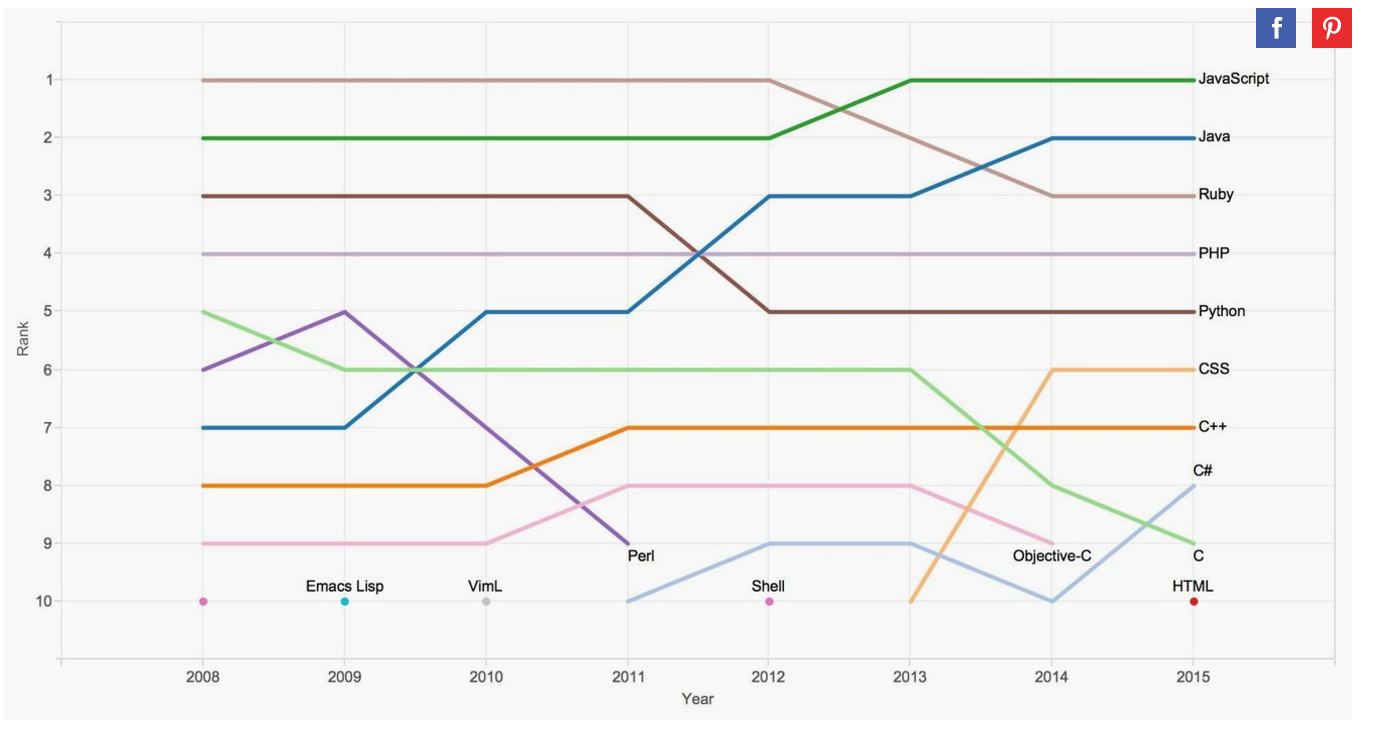 f
1
2
3
4
5
6
7
8
9
10
Rank
JavaScript
Java
Ruby
PHP
Python
CSS
C++
C#
Perl
Objective-C
C
Emacs Lisp
VimL
Shell
HTML
2008 2009 2010 2011 2012 2013 2014 2015
Year